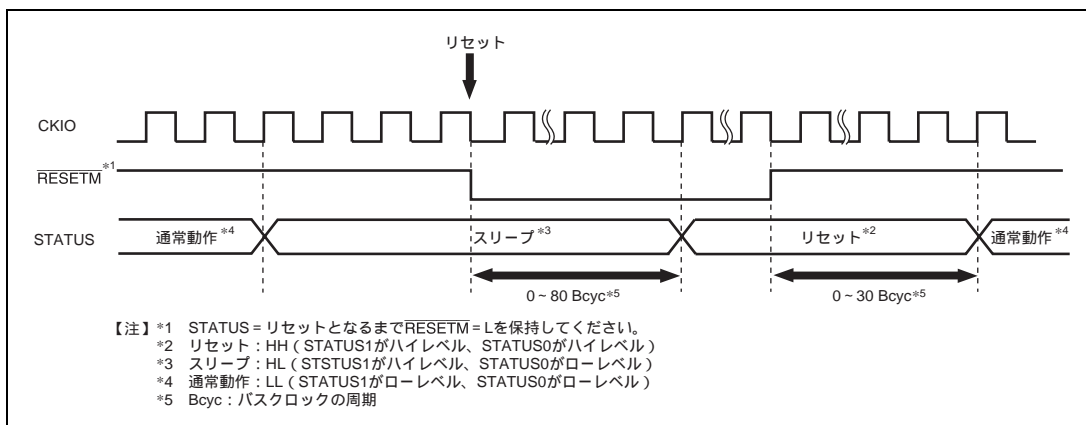 リセット
CKIO
RESETM*1
STATUS
通常動作*4
スリープ*3
リセット*2
通常動作*4
0~80 Bcyc*5
0~30 Bcyc*5
【注】*1 STATUS=リセットとなるまでRESETM=Lを保持してください。
*2 リセット:HH(STATUS1がハイレベル、STATUS0がハイレベル)
*3 スリープ:HL(STSTUS1がハイレベル、STATUS0がローレベル)
*4 通常動作:LL(STATUS1がローレベル、STATUS0がローレベル)
*5 Bcyc:バスクロックの周期